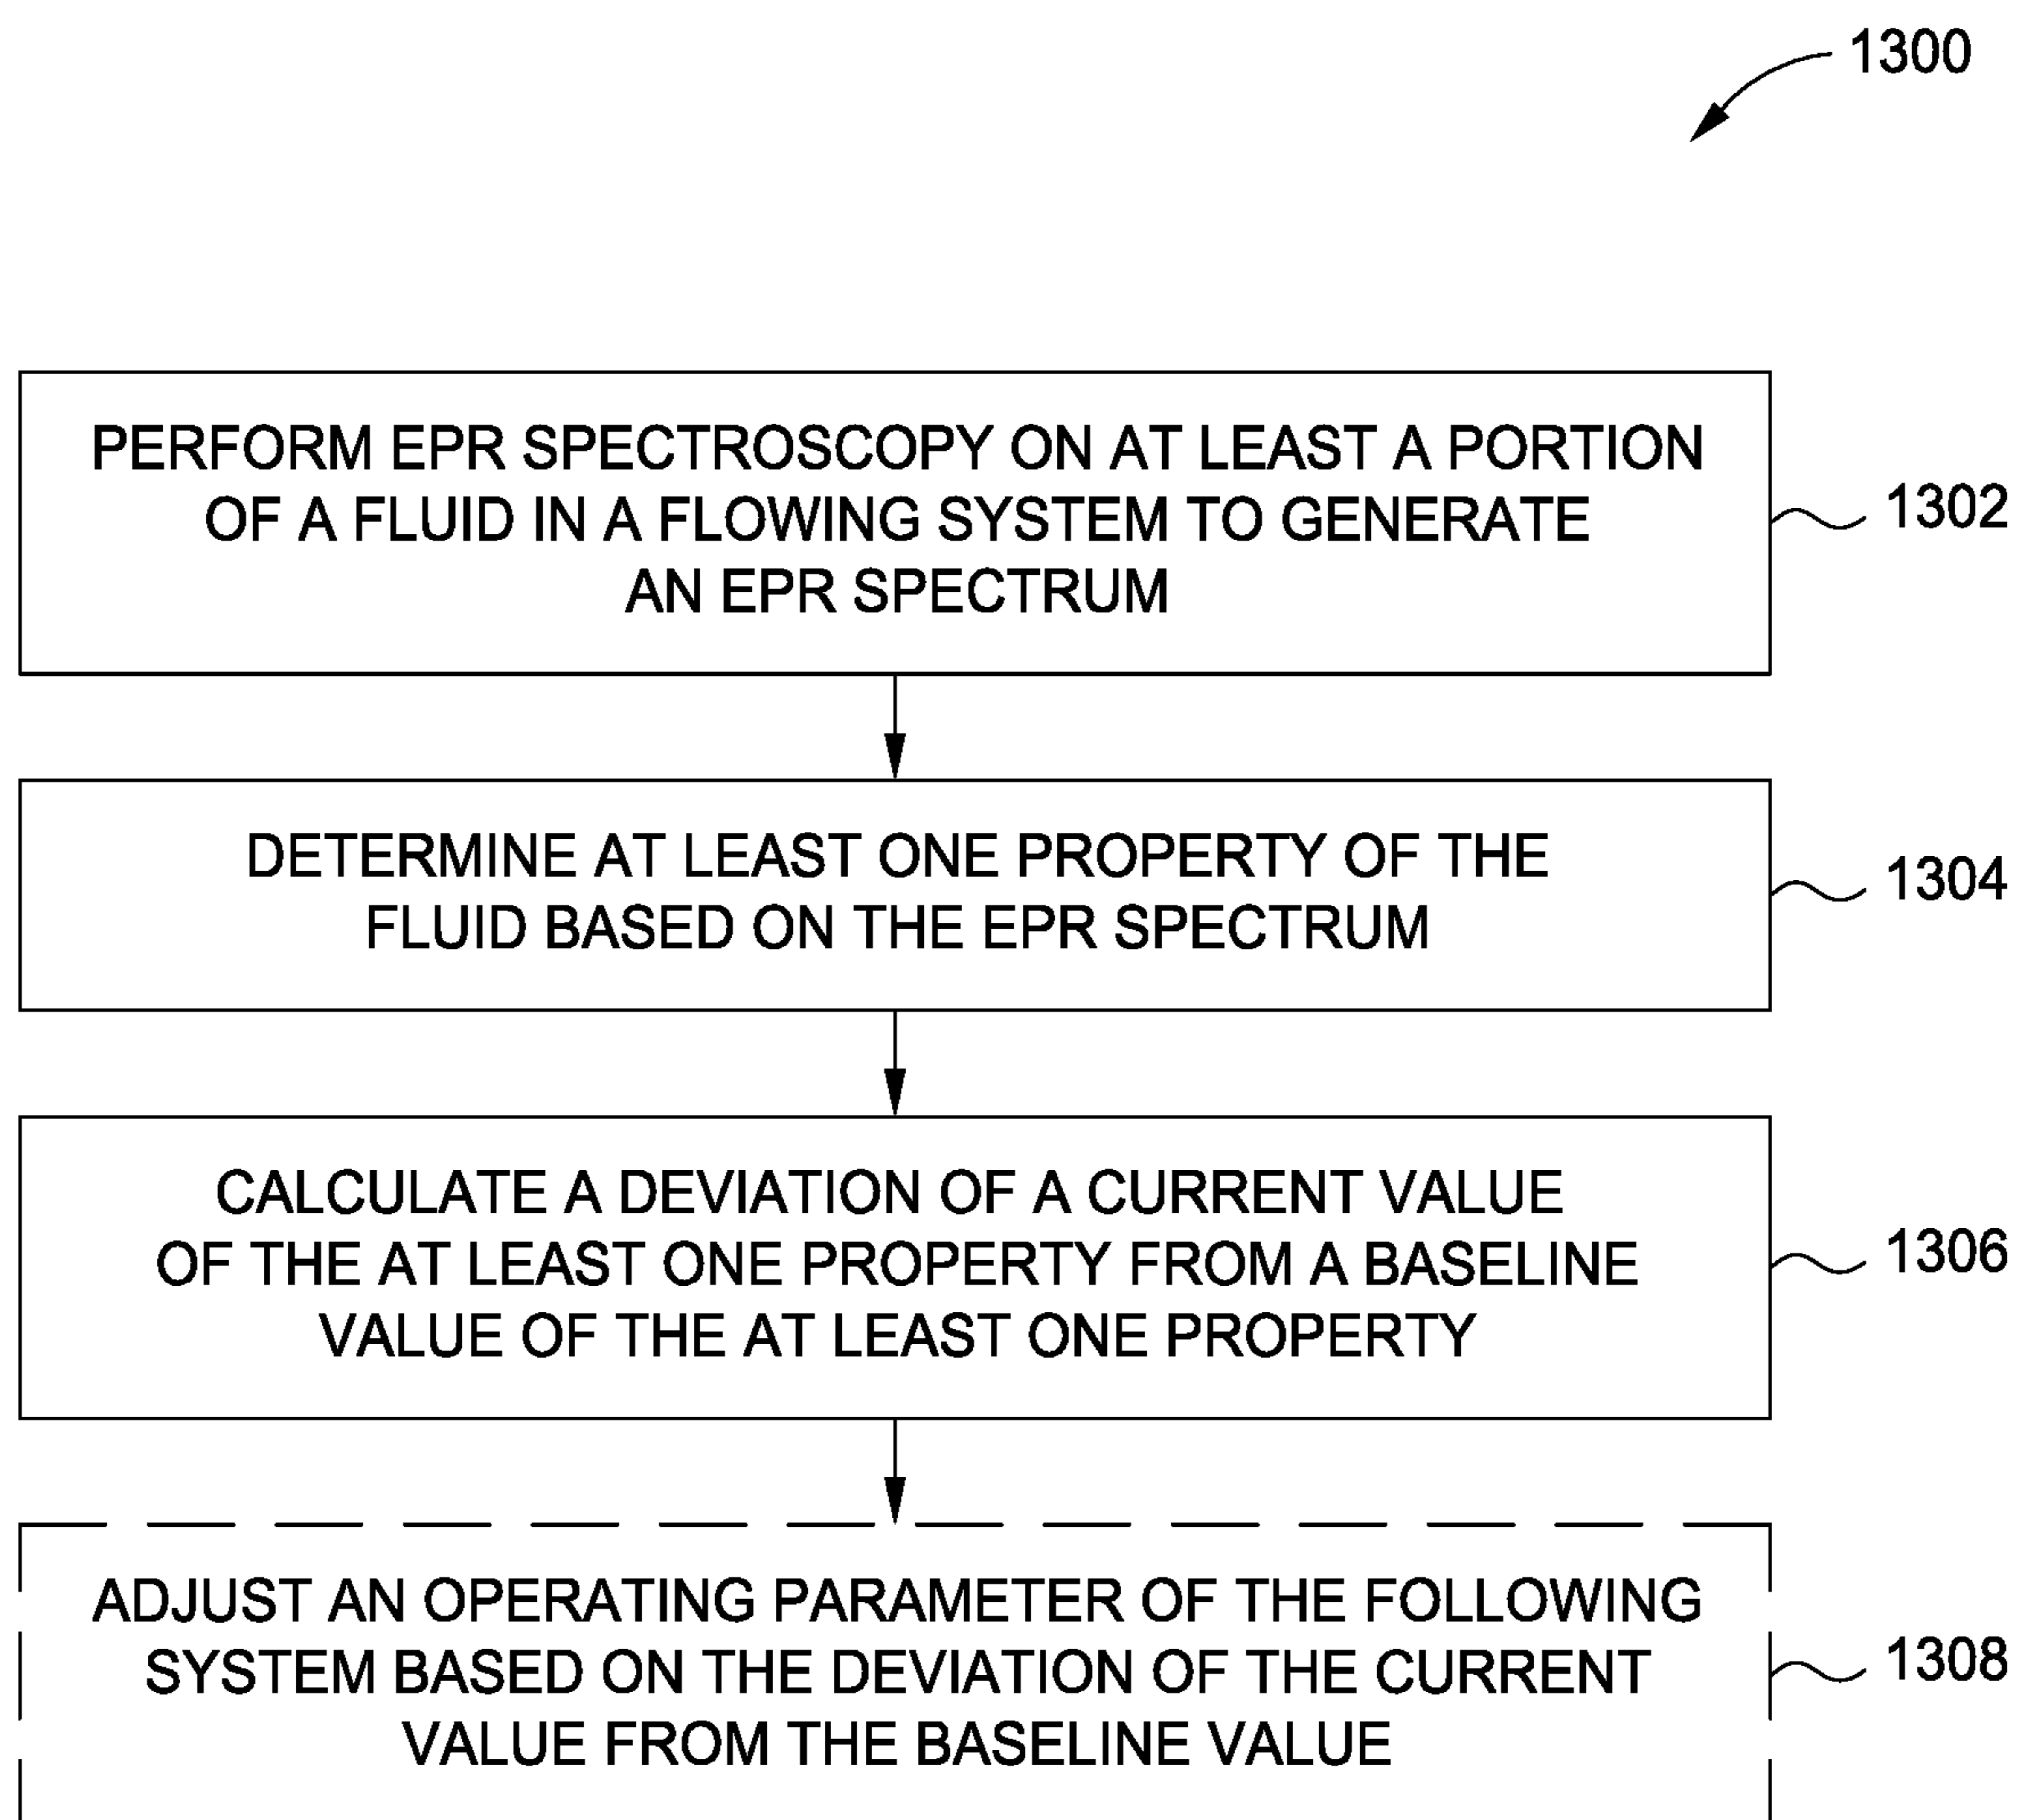 1300
PERFORM EPR SPECTROSCOPY ON AT LEAST A PORTION
OF A FLUID IN A FLOWING SYSTEM TO GENERATE
AN EPR SPECTRUM
1302
DETERMINE AT LEAST ONE PROPERTY OF THE
FLUID BASED ON THE EPR SPECTRUM
1304
CALCULATE A DEVIATION OF A CURRENT VALUE
OF THE AT LEAST ONE PROPERTY FROM A BASELINE
VALUE OF THE AT LEAST ONE PROPERTY
1306
ADJUST AN OPERATING PARAMETER OF THE FOLLOWING
SYSTEM BASED ON THE DEVIATION OF THE CURRENT
VALUE FROM THE BASELINE VALUE
1308